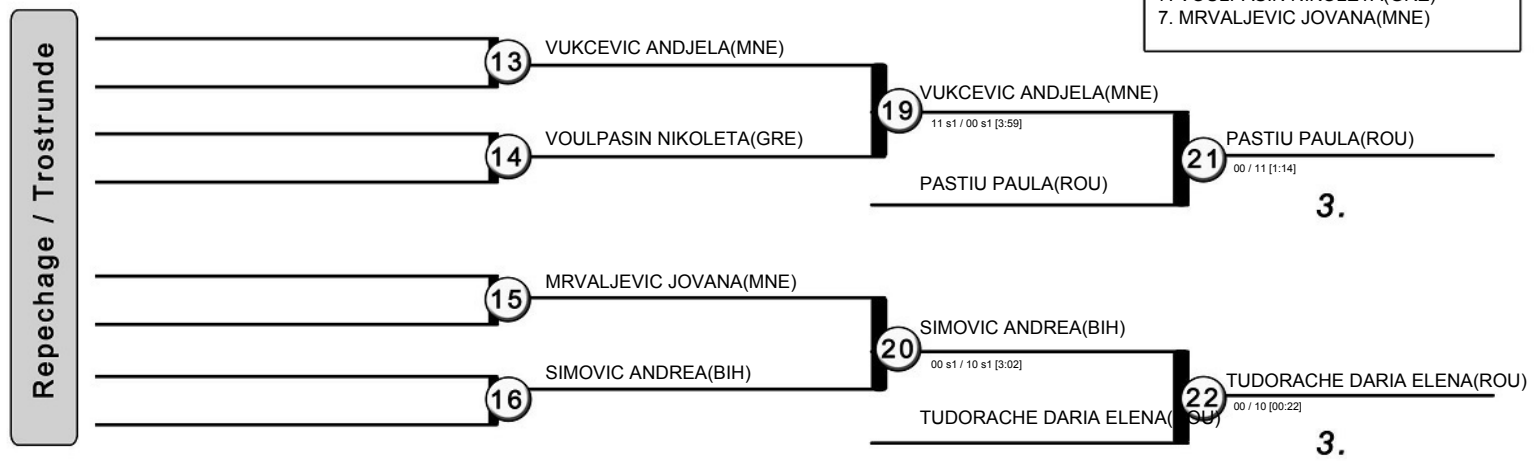 7. MRVALJEVIC JOVANA(MNE)
Repechage / Trostrunde
13
VUKCEVIC ANDJELA(MNE)
19
VUKCEVIC ANDJELA(MNE)
11 s1 / 00 s1 [3:59]
14
VOULPASIN NIKOLETA(GRE)
21
PASTIU PAULA(ROU)
00 / 11 [1:14]
PASTIU PAULA(ROU)
3.
15
MRVALJEVIC JOVANA(MNE)
20
SIMOVIC ANDREA(BIH)
00 s1 / 10 s1 [3:02]
16
SIMOVIC ANDREA(BIH)
22
TUDORACHE DARIA ELENA(ROU)
00 / 10 [00:22]
TUDORACHE DARIA ELENA(ROU)
3.